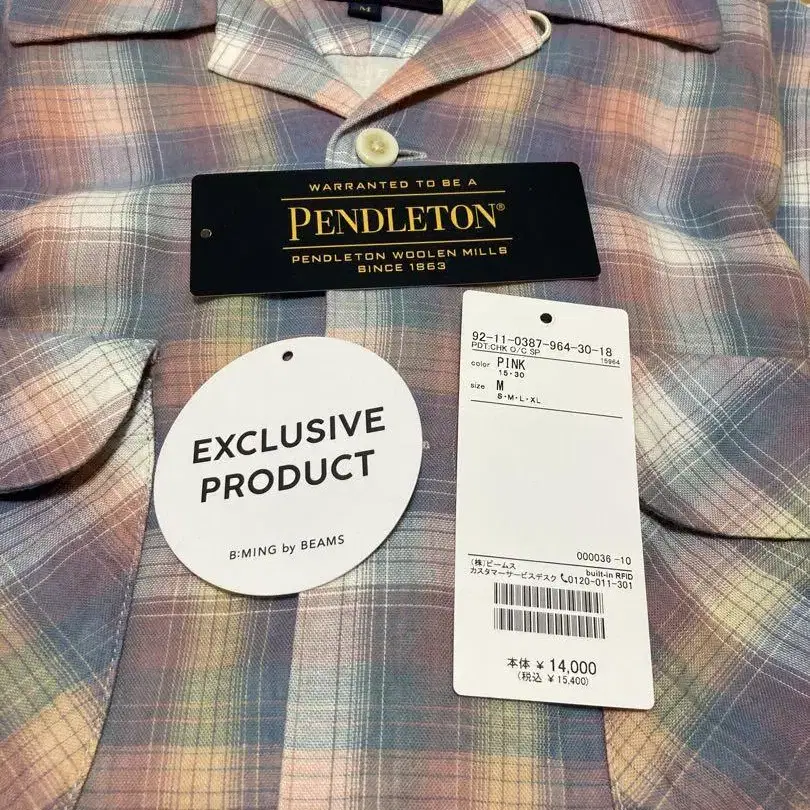 M
WARRANTED TO BE A
PENDLETON®
PENDLETON WOOLEN MILLS
SINCE 1863
EXCLUSIVE
PRODUCT
B:MING by BEAMS
92-11-0387-964-30-18
PDT:CHK O/C SP 15964
color PINK
15・30
size M
S・M・L・XL
000036-10
(株)ビームス built-in RFID
カスタマーサービスデスク 📞0120-011-301
本体 ¥ 14,000
(税込 ¥ 15,400)